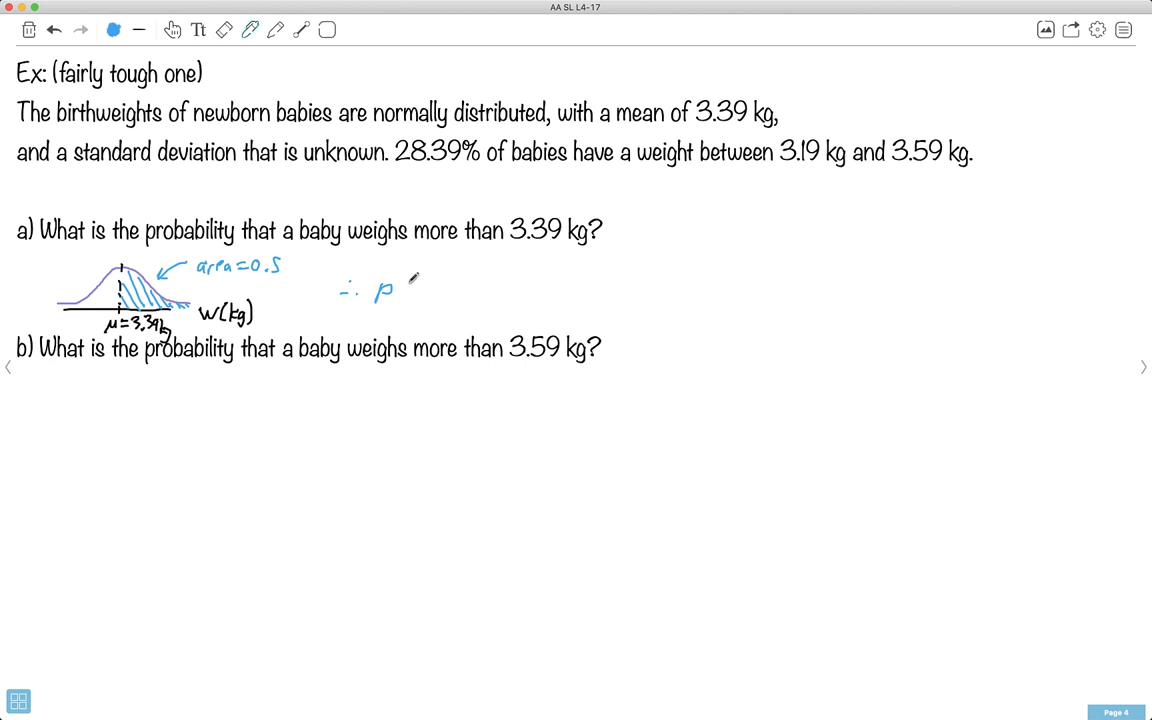 AA SL L4-17
Tt
Ex: (fairly tough one)
The birthweights of newborn babies are normally distributed, with a mean of 3.39 kg,
and a standard deviation that is unknown. 28.39% of babies have a weight between 3.19 kg and 3.59 kg.
a) What is the probability that a baby weighs more than 3.39 kg?
area=0.5
∴ p
W(kg)
μ=3.39kg
b) What is the probability that a baby weighs more than 3.59 kg?
Page 4